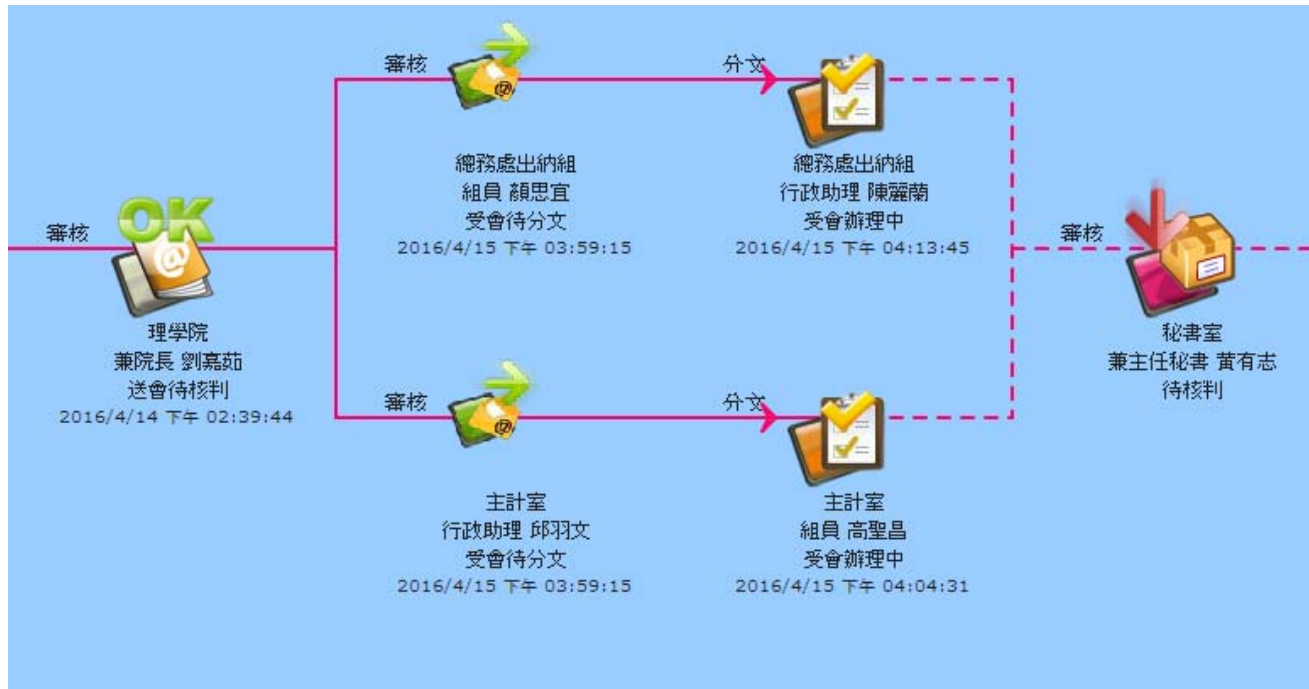 審核
OK
理學院
兼院長 劉嘉茹
送會待核判
2016/4/14 下午 02:39:44
審核
總務處出納組
組員 顏思宜
受會待分文
2016/4/15 下午 03:59:15
分文
總務處出納組
行政助理 陳麗蘭
受會辦理中
2016/4/15 下午 04:13:45
審核
主計室
行政助理 邱羽文
受會待分文
2016/4/15 下午 03:59:15
分文
主計室
組員 高聖昌
受會辦理中
2016/4/15 下午 04:04:31
審核
秘書室
兼主任秘書 黃有志
待核判